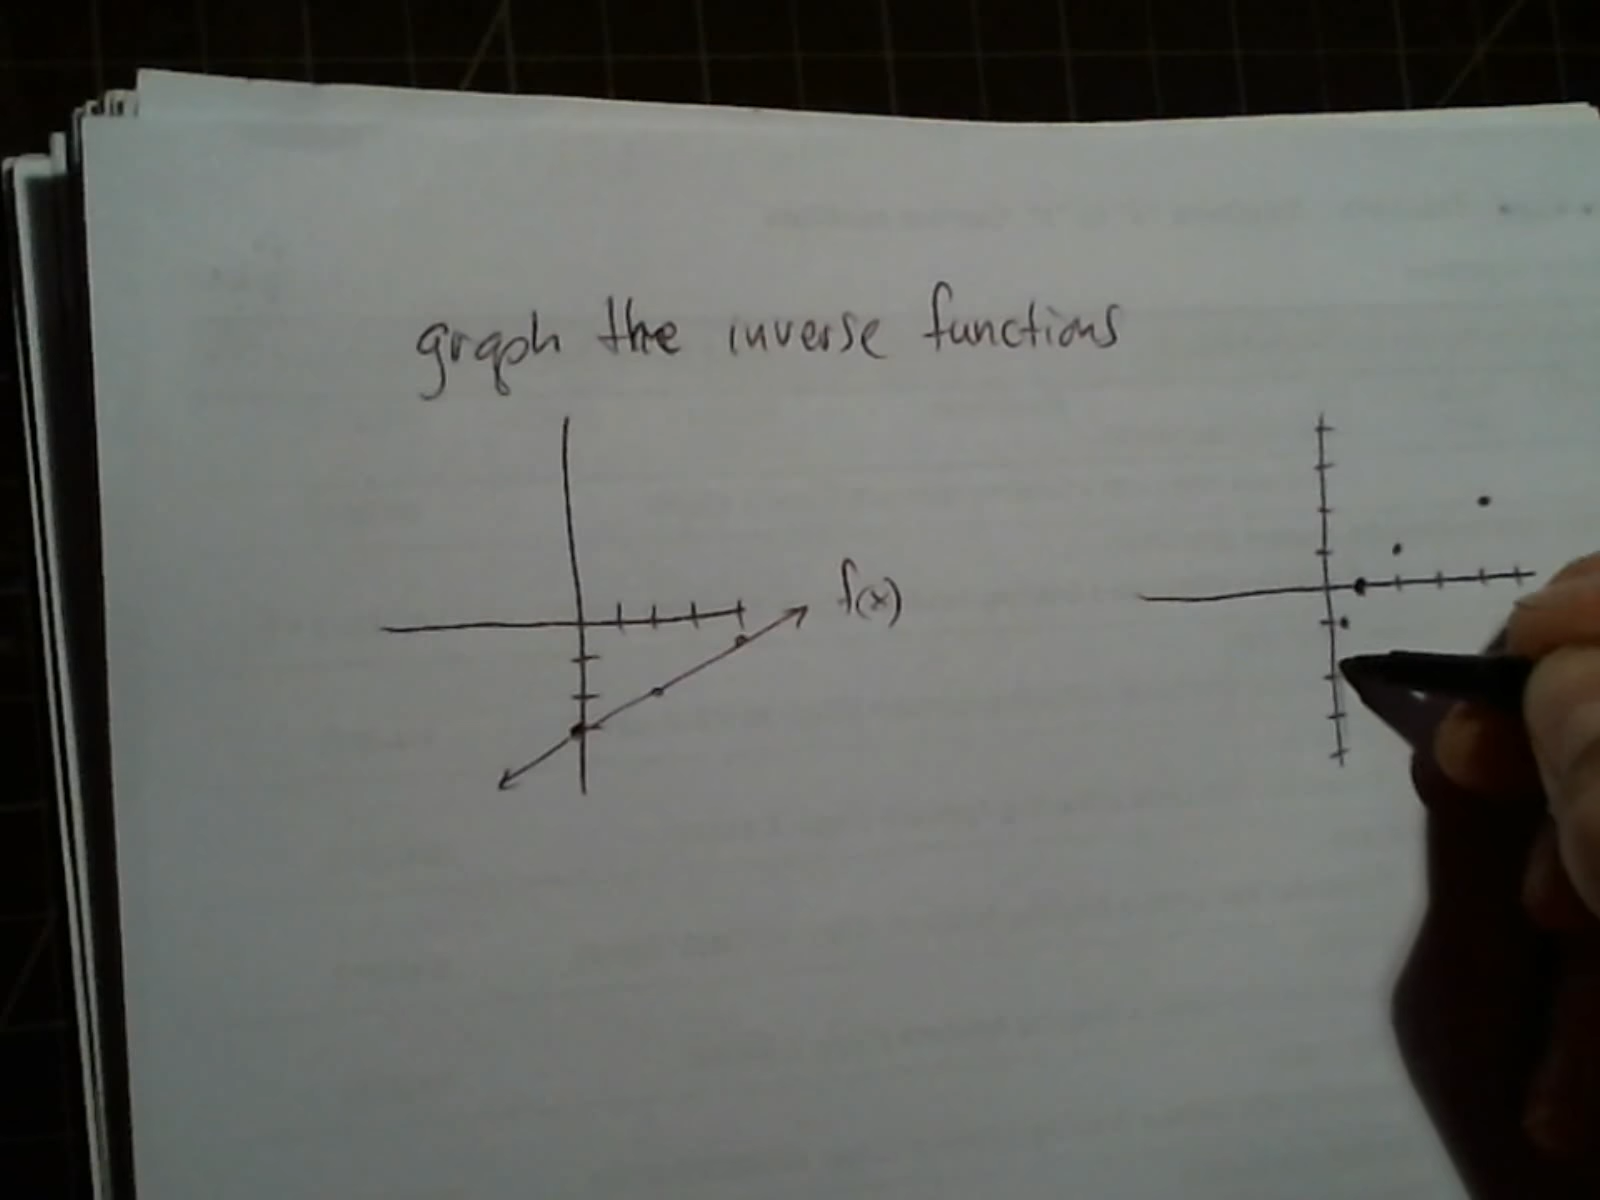 graph the inverse functions
f(x)